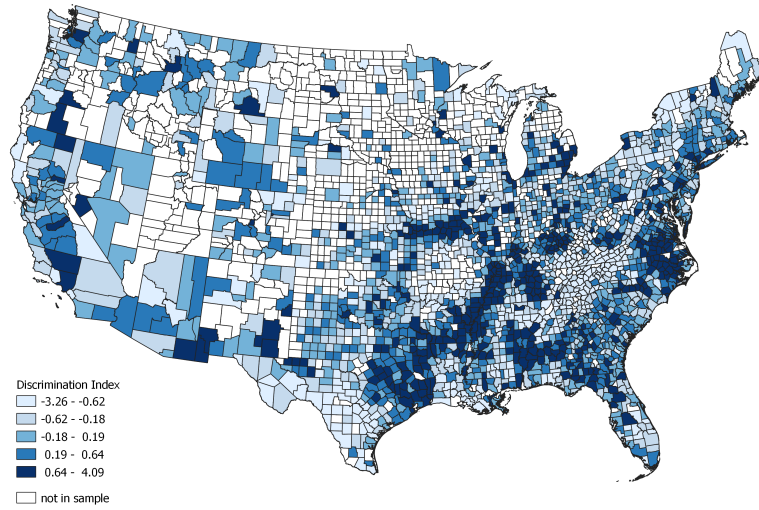 Discrimination Index
-3.26 - -0.62
-0.62 - -0.18
-0.18 - 0.19
0.19 - 0.64
0.64 - 4.09
not in sample